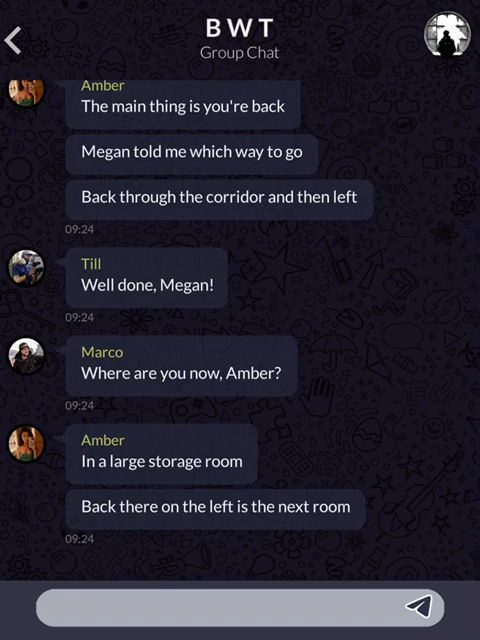 B W T
Group Chat
Amber
The main thing is you're back
Megan told me which way to go
Back through the corridor and then left
09:24
Till
Well done, Megan!
09:24
Marco
Where are you now, Amber?
09:24
Amber
In a large storage room
Back there on the left is the next room
09:24